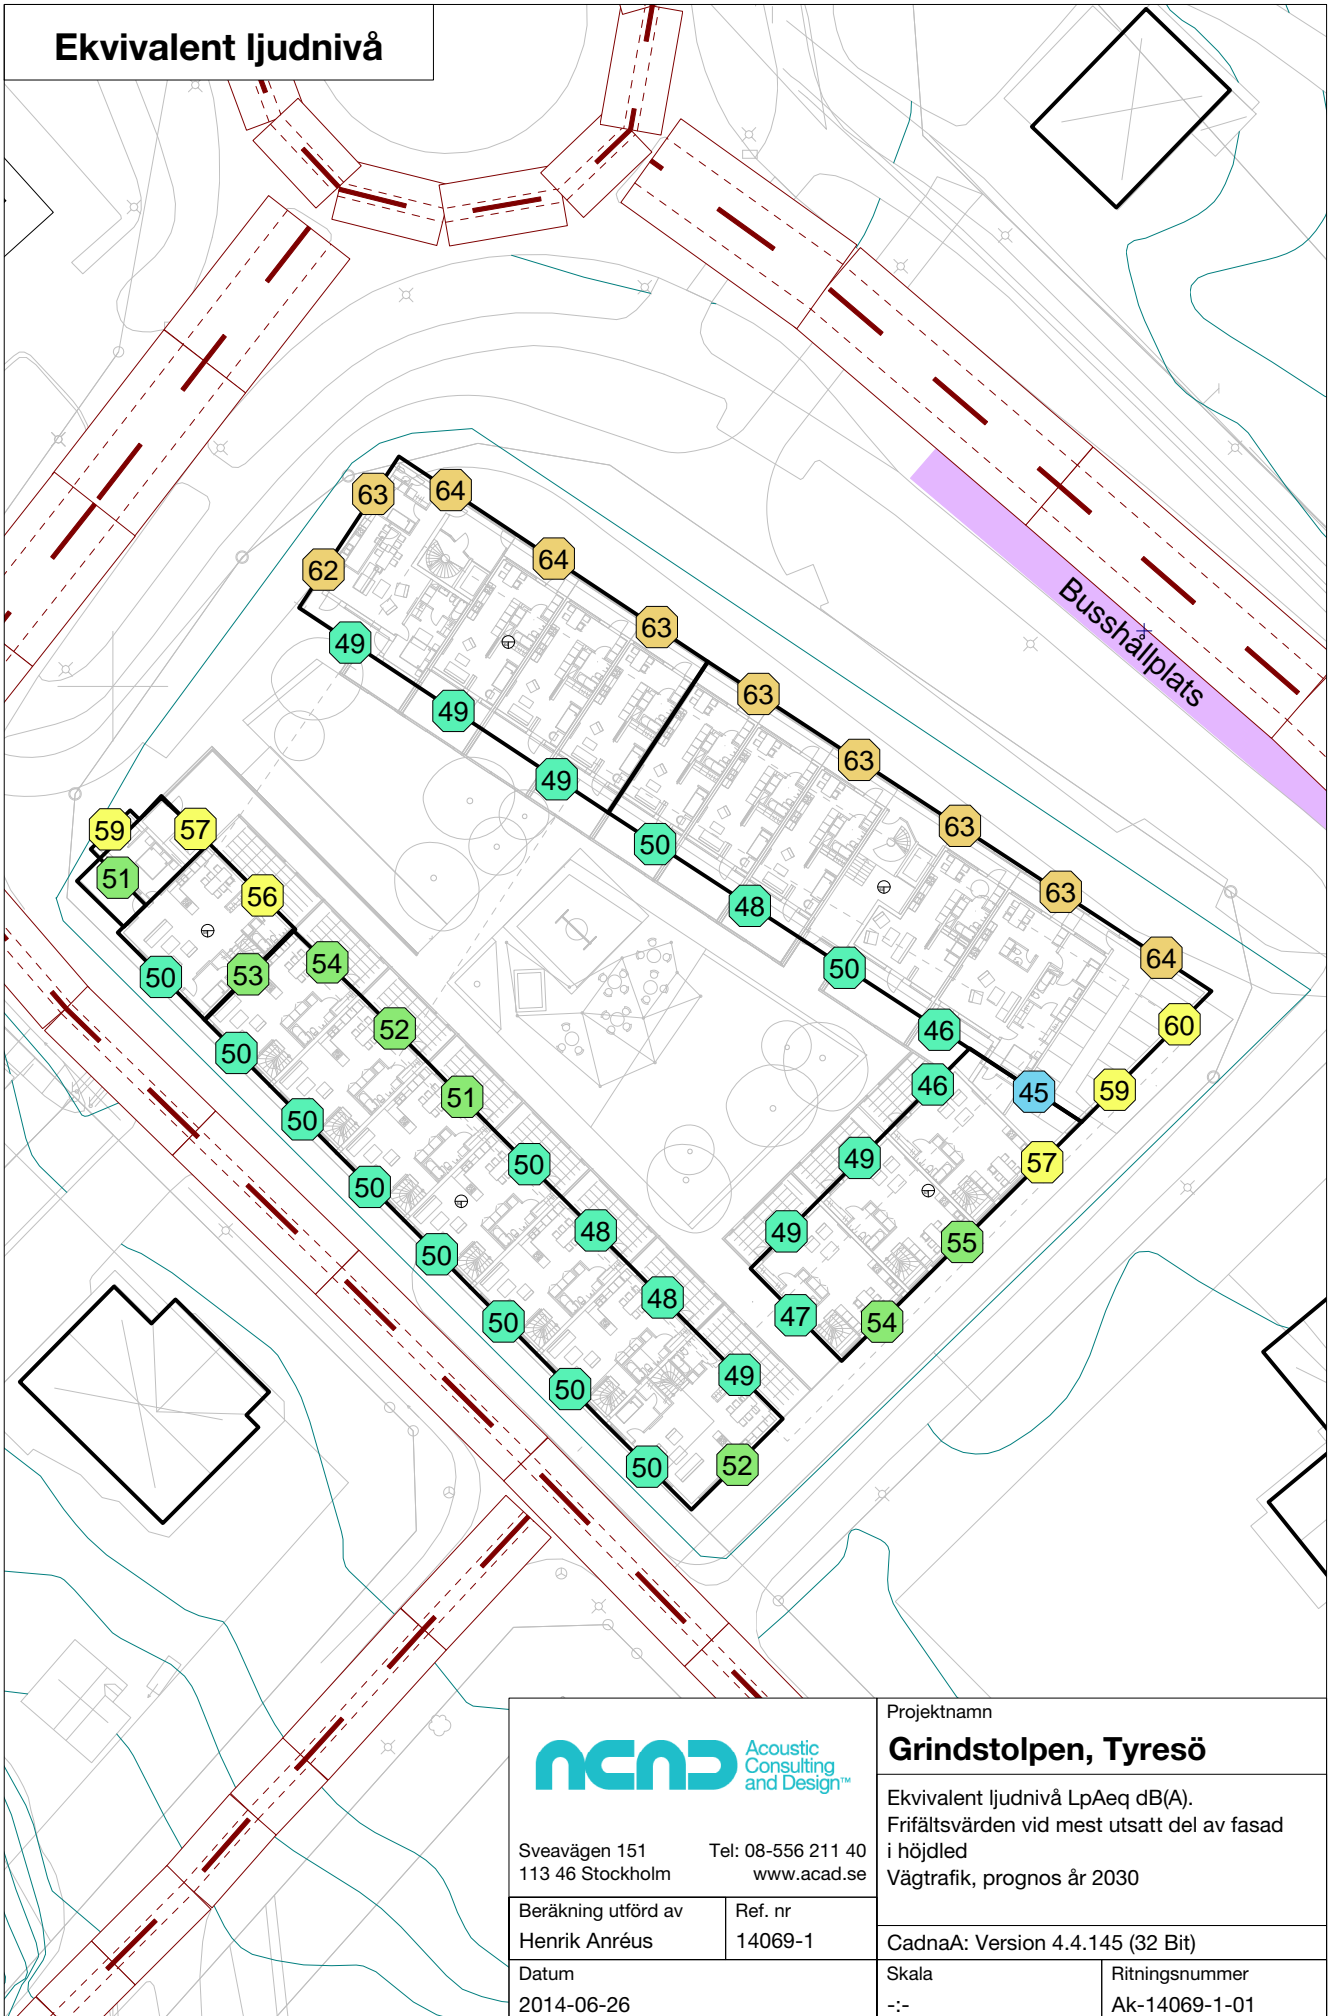 Ekvivalent ljudnivå
63
64
62
64
49
63
49
63
49
63
59
57
50
63
51
56
48
63
50
53
54
50
64
50
52
46
60
50
51
46
45
59
50
50
49
57
50
48
49
55
50
48
47
54
50
49
50
52
Busshållplats
ncnd Acoustic
Consulting
and Design™
Sveavägen 151
113 46 Stockholm
Tel: 08-556 211 40
www.acad.se
Beräkning utförd av
Henrik Anréus
Ref. nr
14069-1
Datum
2014-06-26
Projektnamn
Grindstolpen, Tyresö
Ekvivalent ljudnivå LpAeq dB(A).
Frifältsvärden vid mest utsatt del av fasad
i höjdled
Vägtrafik, prognos år 2030
CadnaA: Version 4.4.145 (32 Bit)
Skala
-:-
Ritningsnummer
Ak-14069-1-01